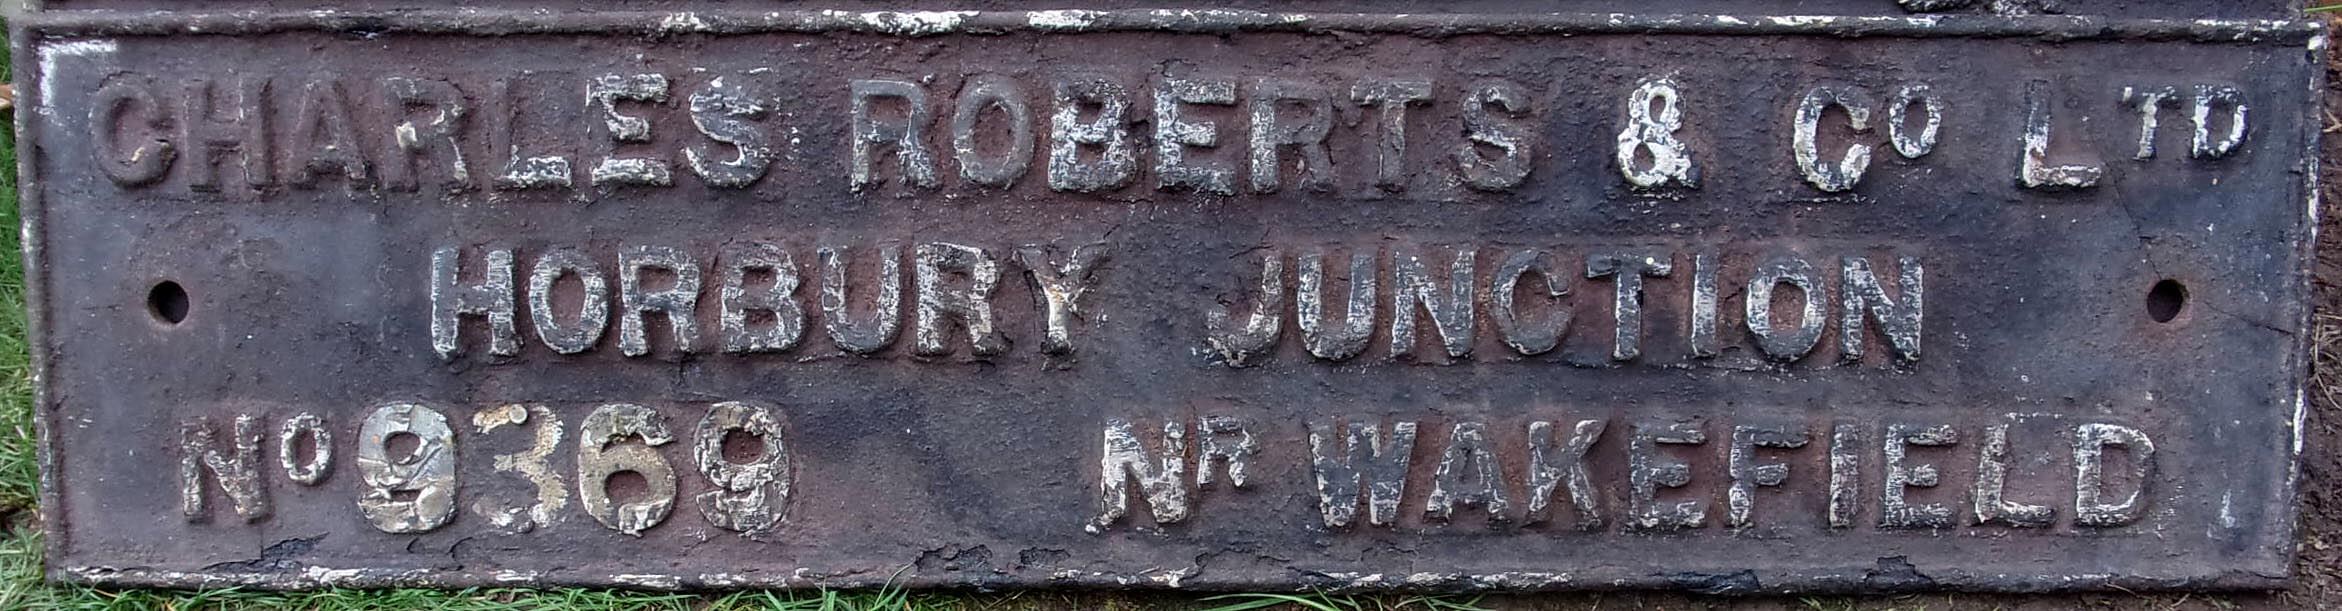 CHARLES ROBERTS & Co LTD
HORBURY JUNCTION
No 9369 NR WAKEFIELD